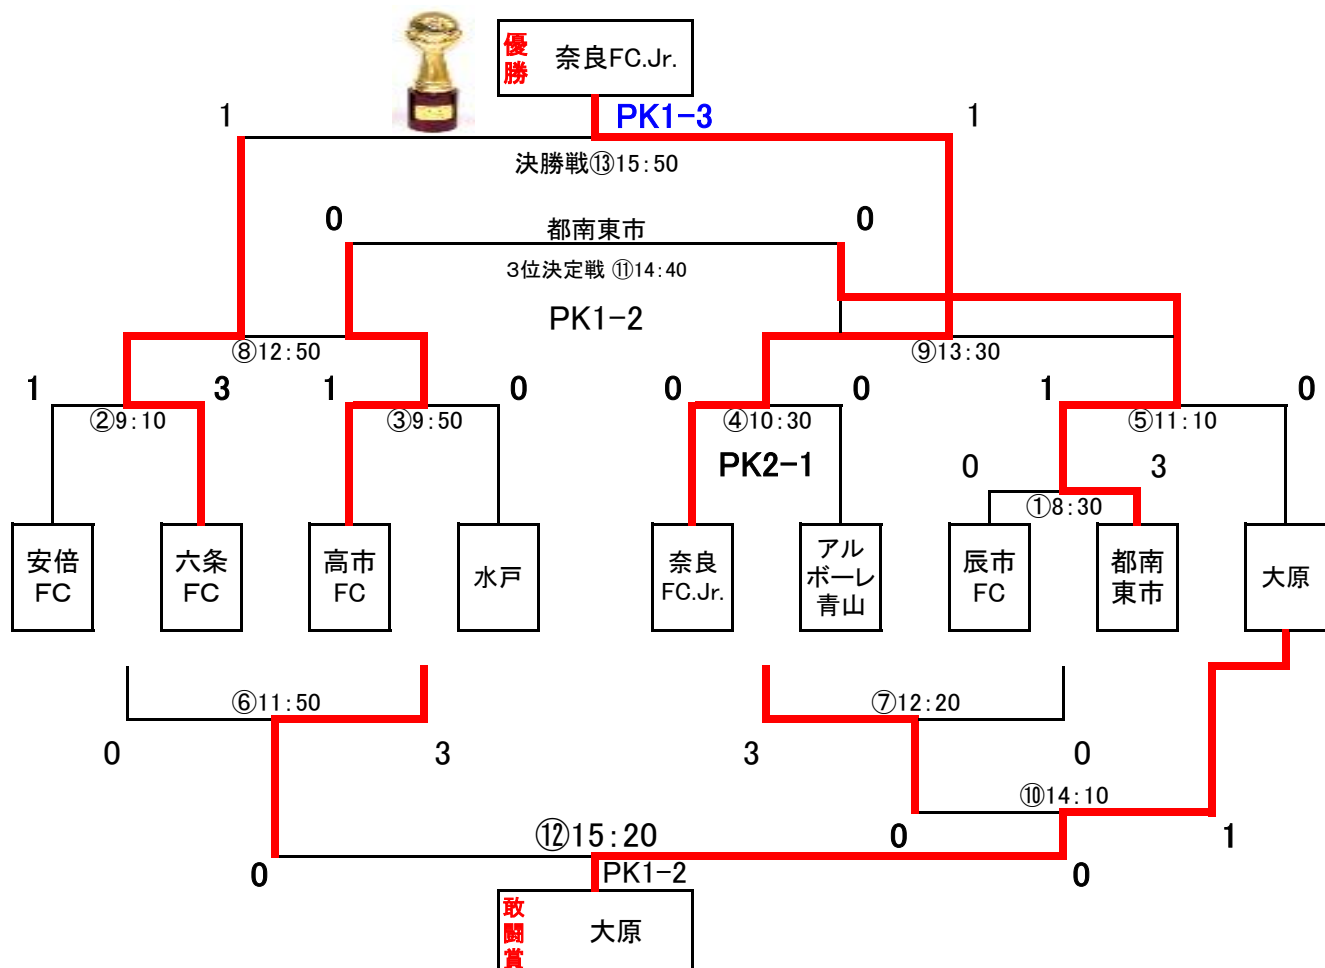 優勝
奈良FC.Jr.
1
PK1-3
1
決勝戦⑬15:50
0
都南東市
0
3位決定戦 ⑪14:40
PK1-2
⑧12:50
⑨13:30
1
3
1
0
0
0
1
0
②9:10
③9:50
④10:30
⑤11:10
PK2-1
0
3
①8:30
安倍
FC
六条
FC
高市
FC
水戸
奈良
FC.Jr.
アル
ボーレ
青山
辰市
FC
都南
東市
大原
⑥11:50
⑦12:20
0
3
3
0
⑩14:10
⑫15:20
0
1
0
PK1-2
0
敢闘賞
大原